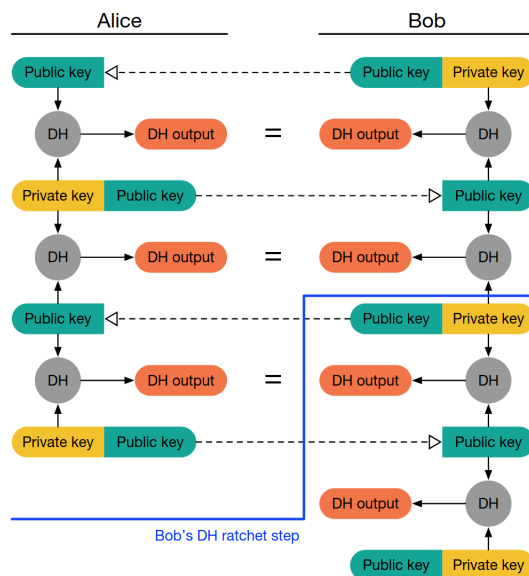 Alice Bob
Public key Public key Private key
DH DH output = DH output DH
Private key Public key Public key
DH DH output = DH output DH
Public key Public key Private key
DH DH output = DH output DH
Private key Public key Public key
DH output DH
Bob's DH ratchet step
Public key Private key